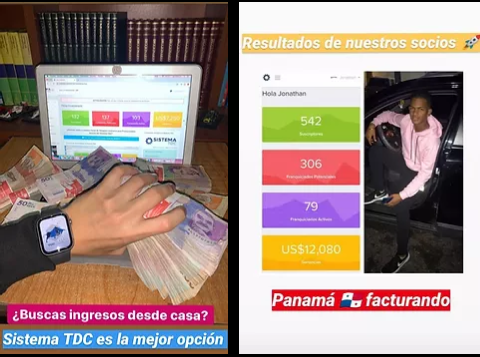 SISTEMA
¿Buscas ingresos desde casa?
Sistema TDC es la mejor opción
Resultados de nuestros socios
Hola Jonathan
542
Suscriptores
306
79
US$12,080
Panamá facturando